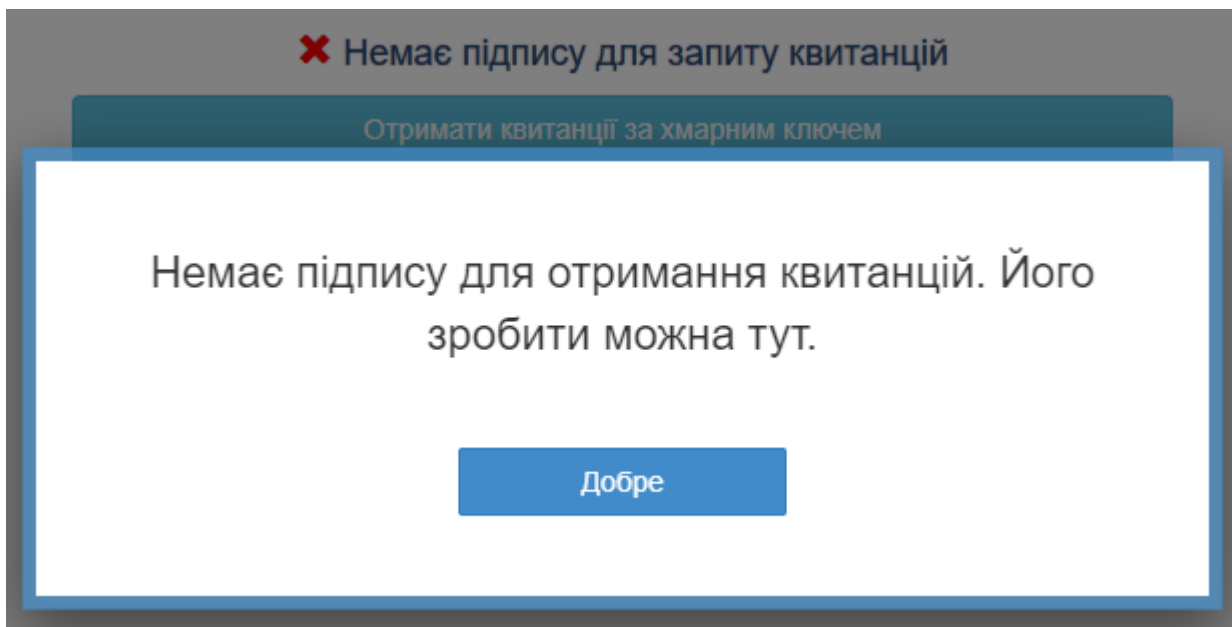 Немає підпису для запиту квитанцій
Отримати квитанції за хмарним ключем
Немає підпису для отримання квитанцій. Його
зробити можна тут.
Добре